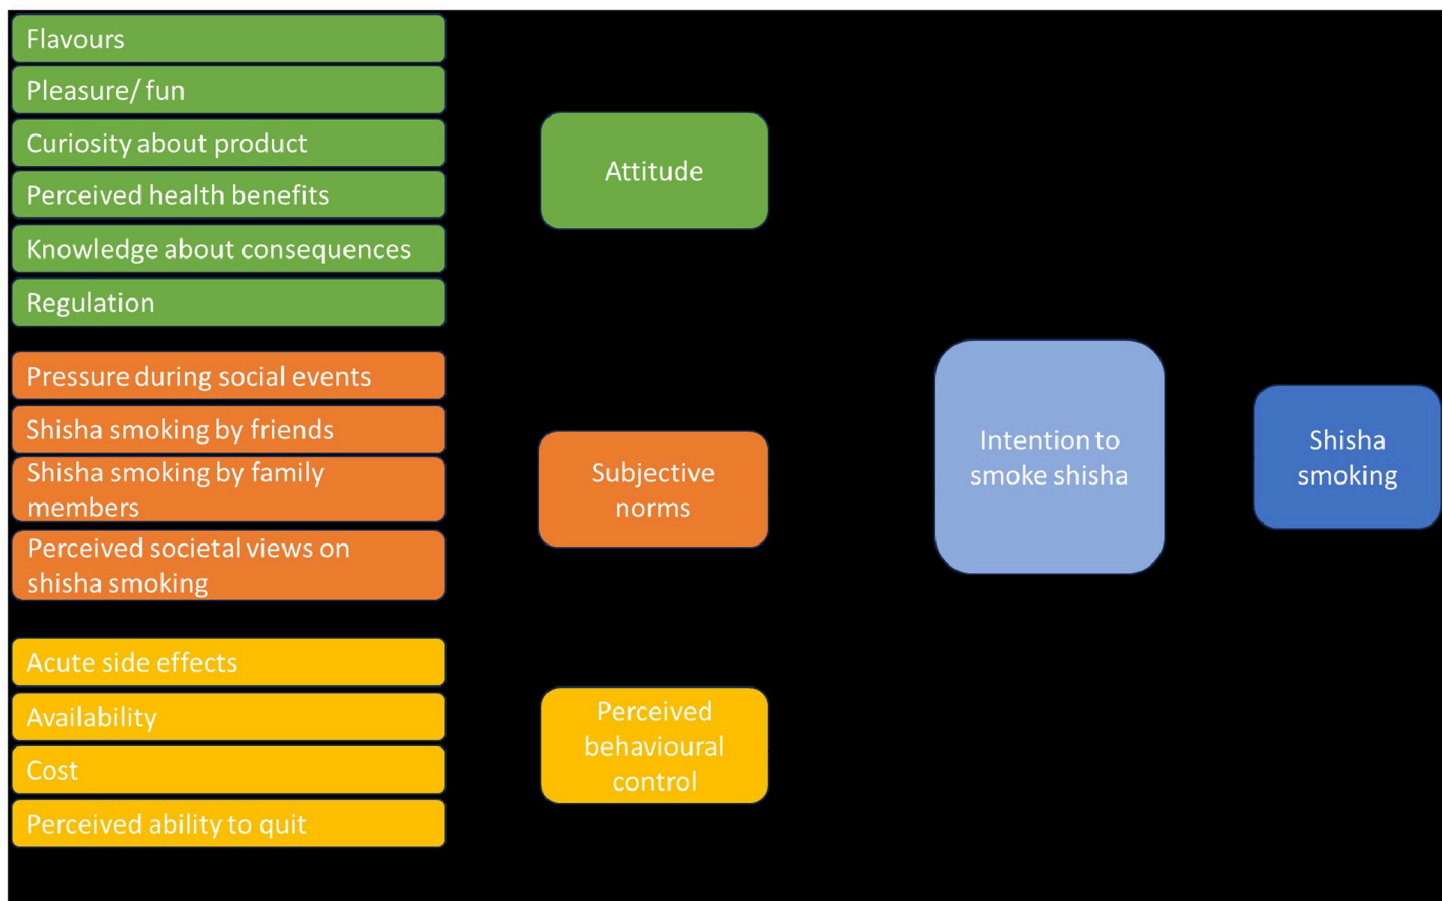 Flavours
Pleasure/ fun
Curiosity about product
Perceived health benefits
Knowledge about consequences
Regulation
Attitude
Pressure during social events
Shisha smoking by friends
Shisha smoking by family
members
Perceived societal views on
shisha smoking
Subjective
norms
Acute side effects
Availability
Cost
Perceived ability to quit
Perceived
behavioural
control
Intention to
smoke shisha
Shisha
smoking